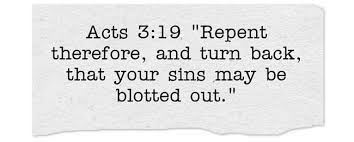 Acts 3:19 "Repent
therefore, and turn back,
that your sins may be
blotted out."